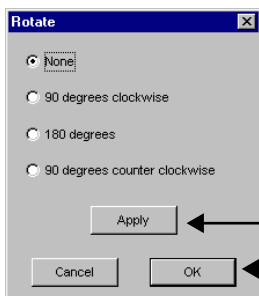 Rotate
None
90 degrees clockwise
180 degrees
90 degrees counter clockwise
Apply
Cancel OK